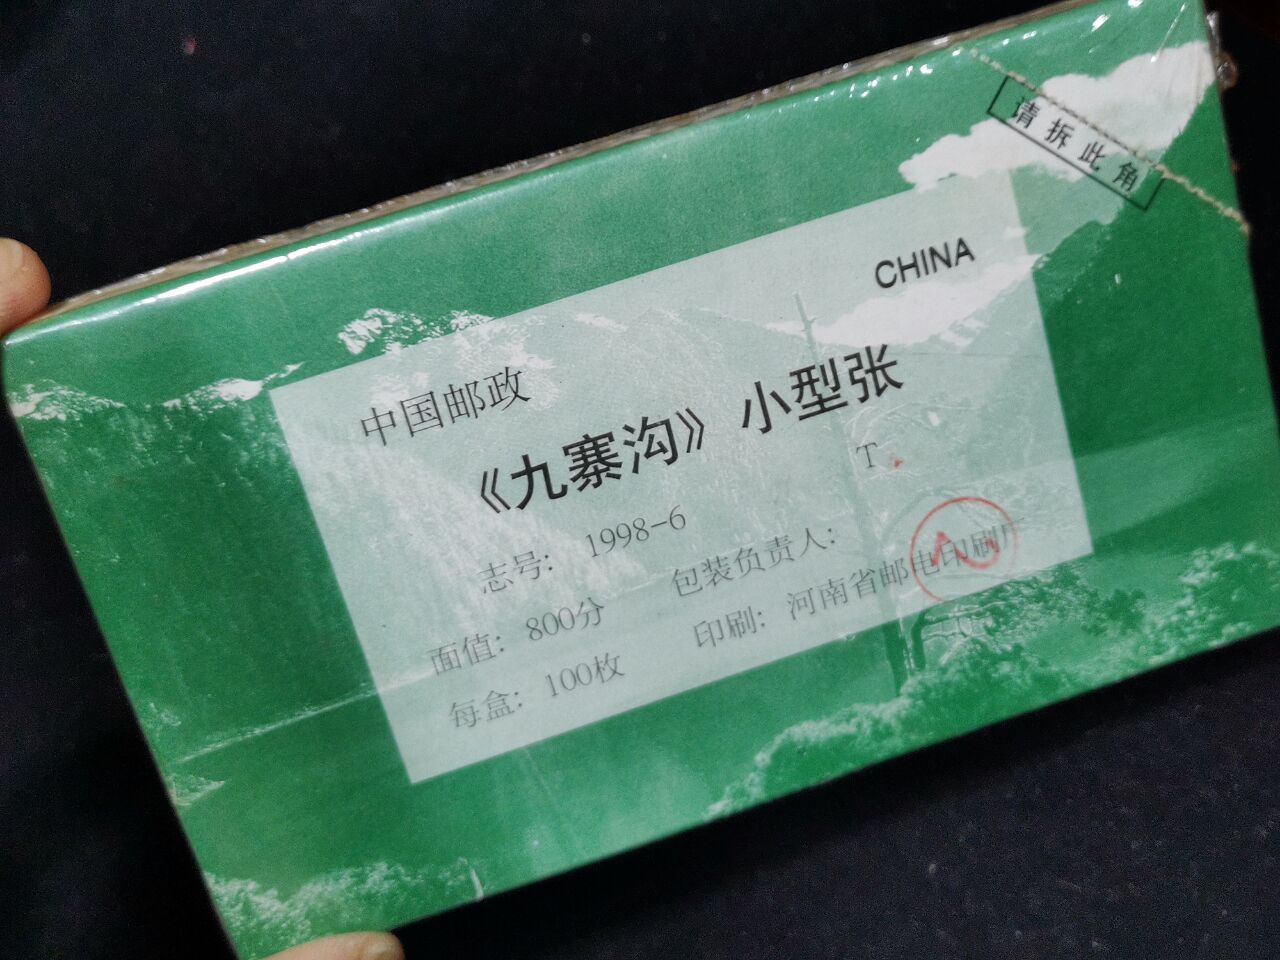 请拆此角
CHINA
中国邮政
《九寨沟》小型张
志号: 1998-6 T
面值: 800分 包装负责人:
每盒: 100枚 印刷: 河南省邮电印刷厂